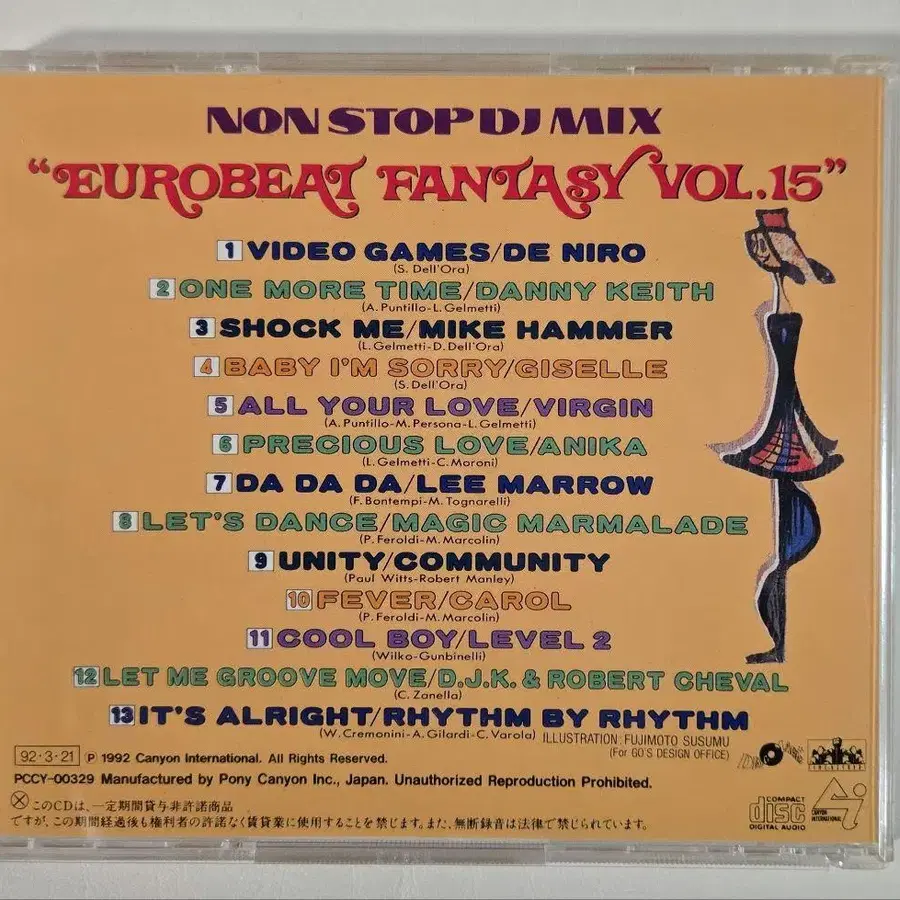 NON STOP DJ MIX
"EUROBEAT FANTASY VOL.15"
1 VIDEO GAMES/DE NIRO
(S. Dell'Ora)
2 ONE MORE TIME/DANNY KEITH
(A. Puntillo-L. Gelmetti)
3 SHOCK ME/MIKE HAMMER
(L. Gelmetti-D. Dell'Ora)
4 BABY I'M SORRY/GISELLE
(S. Dell'Ora)
5 ALL YOUR LOVE/VIRGIN
(A. Puntillo-M. Persona-L. Gelmetti)
6 PRECIOUS LOVE/ANIKA
(L. Gelmetti-C. Moroni)
7 DA DA DA/LEE MARROW
(F. Bontempi-M. Tognarelli)
8 LET'S DANCE/MAGIC MARMALADE
(P. Feroldi-M. Marcolin)
9 UNITY/COMMUNITY
(Paul Witts-Robert Manley)
10 FEVER/CAROL
(P. Feroldi-M. Marcolin)
11 COOL BOY/LEVEL 2
(Wilko-Gunbinelli)
12 LET ME GROOVE MOVE/D.J.K. & ROBERT CHEVAL
(C. Zanella)
13 IT'S ALRIGHT/RHYTHM BY RHYTHM
(W. Cremonini-A. Gilardi-C. Varola)
ILLUSTRATION: FUJIMOTO SUSUMU
(For GO'S DESIGN OFFICE)
92・3・21 Ⓟ 1992 Canyon International. All Rights Reserved.
PCCY-00329 Manufactured by Pony Canyon Inc., Japan. Unauthorized Reproduction Prohibited.
Ⓧ このCDは、一定期間貸与非許諾商品
ですが、この期間経過後も権利者の許諾なく賃貸業に使用することを禁じます。また、無断録音は法律で禁じられています。
COMPACT
disc
DIGITAL AUDIO
CANYON
INTERNATIONAL